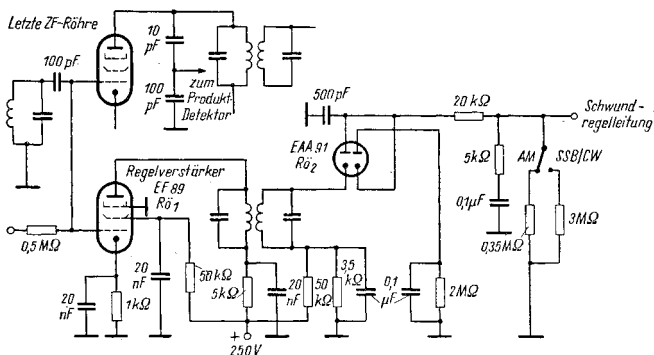 Letzte ZF-Röhre
10
pF
100 pF
100
pF
zum
Produkt-
Detektor
500 pF
20 kΩ
Schwund-
regelleitung
EAA 91
Rö2
5kΩ
AM
SSB/CW
0,1µF
Regelverstärker
EF 89
Rö1
0,5 MΩ
0,35MΩ
3MΩ
20
nF
1kΩ
20
nF
50 kΩ
5kΩ
20
nF
50
kΩ
3,5
kΩ
0,1
µF
2MΩ
+
250V